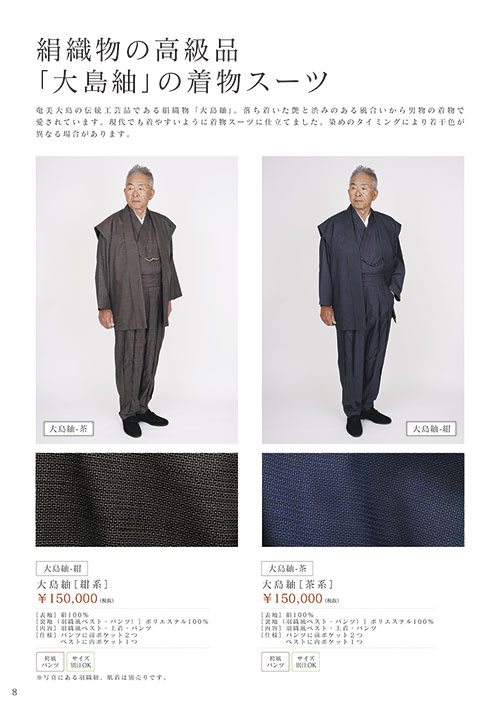 絹織物の高級品
「大島紬」の着物スーツ
奄美大島の伝統工芸品である絹織物「大島紬」。落ち着いた艶と渋みのある風合いから男物の着物で
愛されています。現代でも着やすいように着物スーツに仕立てました。染めのタイミングにより若干色が
異なる場合があります。
大島紬-茶
大島紬-紺
大島紬-紺
大島紬［紺系］
￥150,000(税抜)
［表地］絹100％
［裏地（羽織風ベスト・パンツ）］ポリエステル100％
［内容］羽織風ベスト・上着・パンツ
［仕様］パンツに前ポケット2つ
ベストに内ポケット1つ
袴風
パンツ
サイズ
別注OK
※写真にある羽織紐、肌着は別売りです。
大島紬-茶
大島紬［茶系］
￥150,000(税抜)
［表地］絹100％
［裏地（羽織風ベスト・パンツ）］ポリエステル100％
［内容］羽織風ベスト・上着・パンツ
［仕様］パンツに前ポケット2つ
ベストに内ポケット1つ
袴風
パンツ
サイズ
別注OK
8